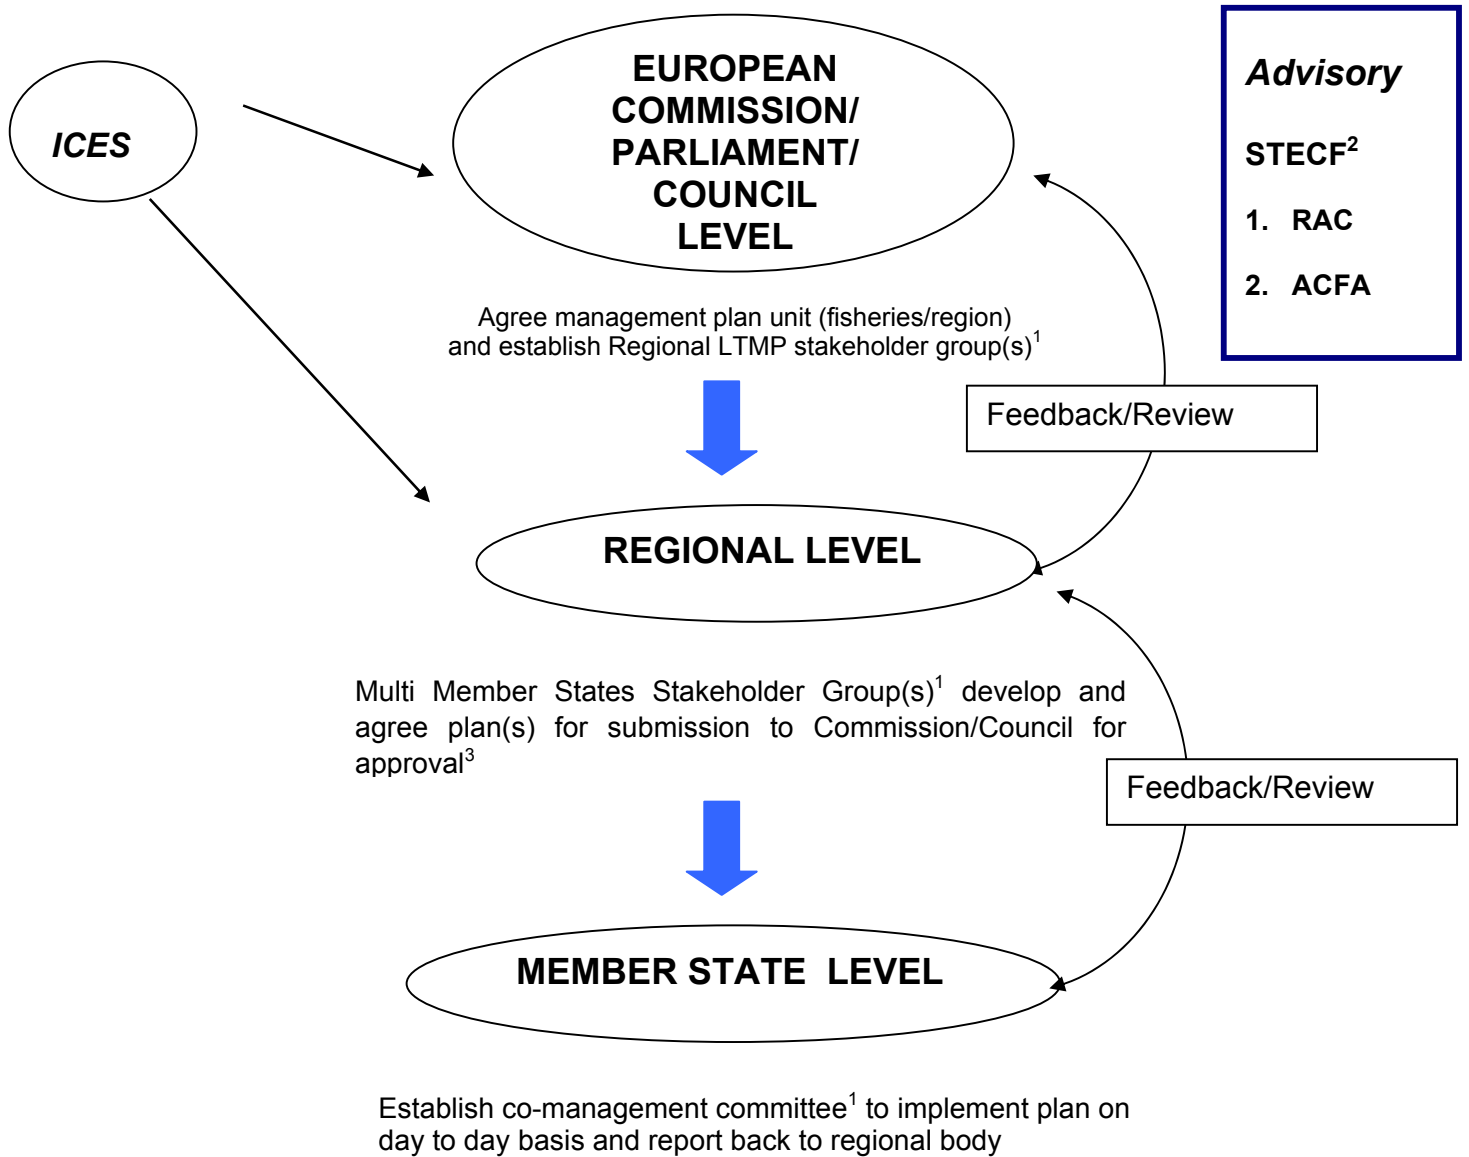 ICES
EUROPEAN
COMMISSION/
PARLIAMENT/
COUNCIL
LEVEL
Advisory
STECF²
1. RAC
2. ACFA
Agree management plan unit (fisheries/region)
and establish Regional LTMP stakeholder group(s)¹
Feedback/Review
REGIONAL LEVEL
Multi Member States Stakeholder Group(s)¹ develop and
agree plan(s) for submission to Commission/Council for
approval³
Feedback/Review
MEMBER STATE LEVEL
Establish co-management committee¹ to implement plan on
day to day basis and report back to regional body